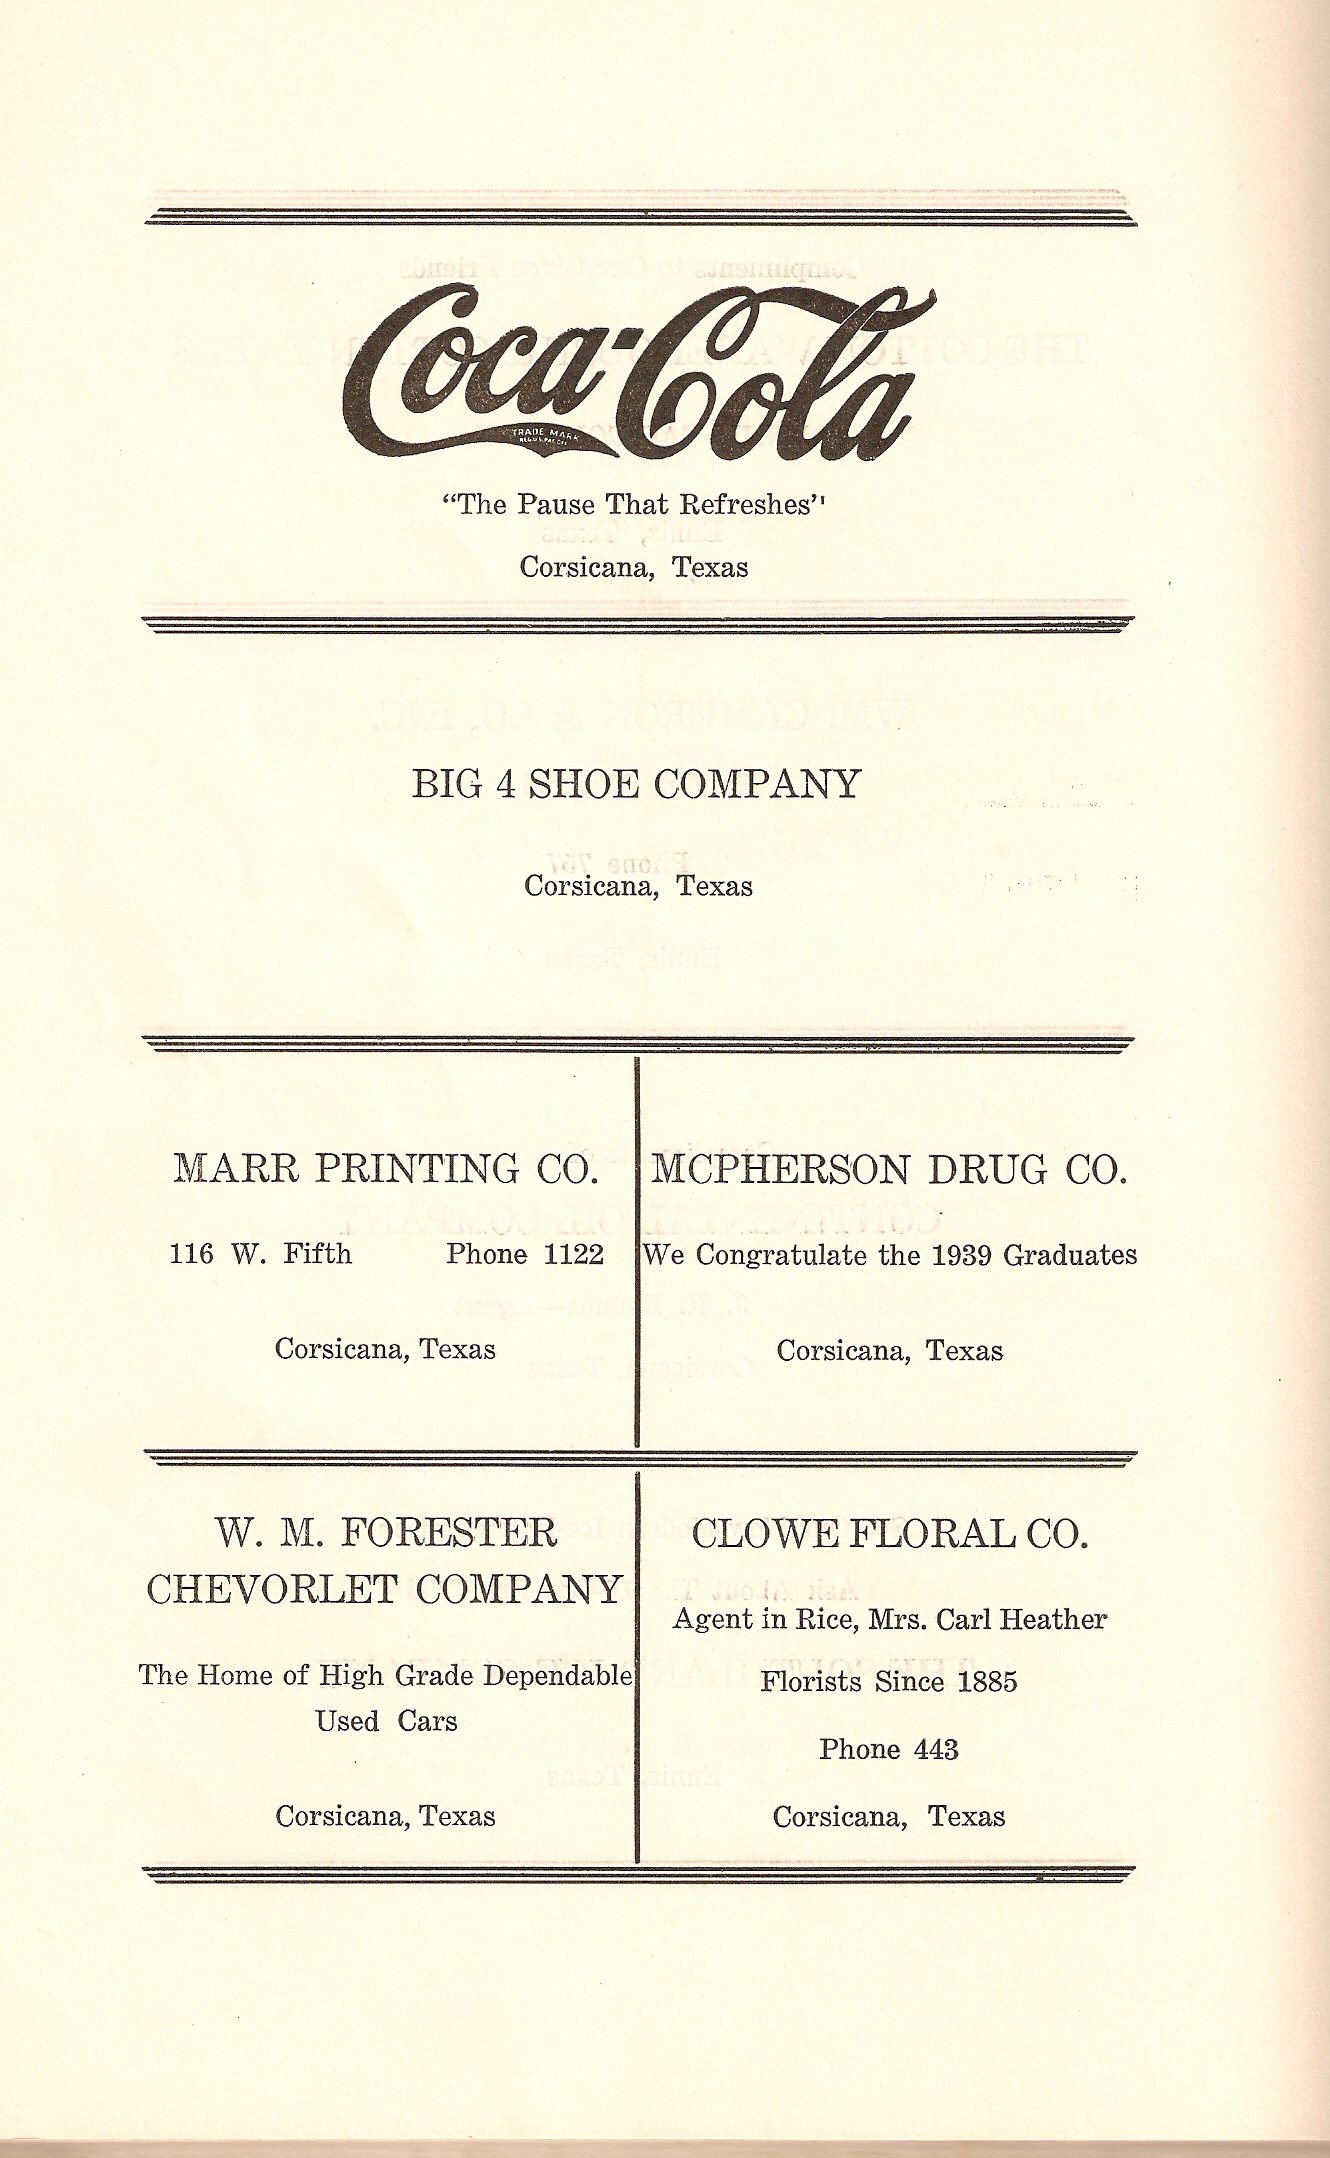 Coca-Cola
TRADE MARK
REG.U.S.PAT.OFF.
“The Pause That Refreshes"
Corsicana, Texas
BIG 4 SHOE COMPANY
Corsicana, Texas
MARR PRINTING CO.
116 W. Fifth Phone 1122
Corsicana, Texas
MCPHERSON DRUG CO.
We Congratulate the 1939 Graduates
Corsicana, Texas
W. M. FORESTER
CHEVORLET COMPANY
The Home of High Grade Dependable
Used Cars
Corsicana, Texas
CLOWE FLORAL CO.
Agent in Rice, Mrs. Carl Heather
Florists Since 1885
Phone 443
Corsicana, Texas